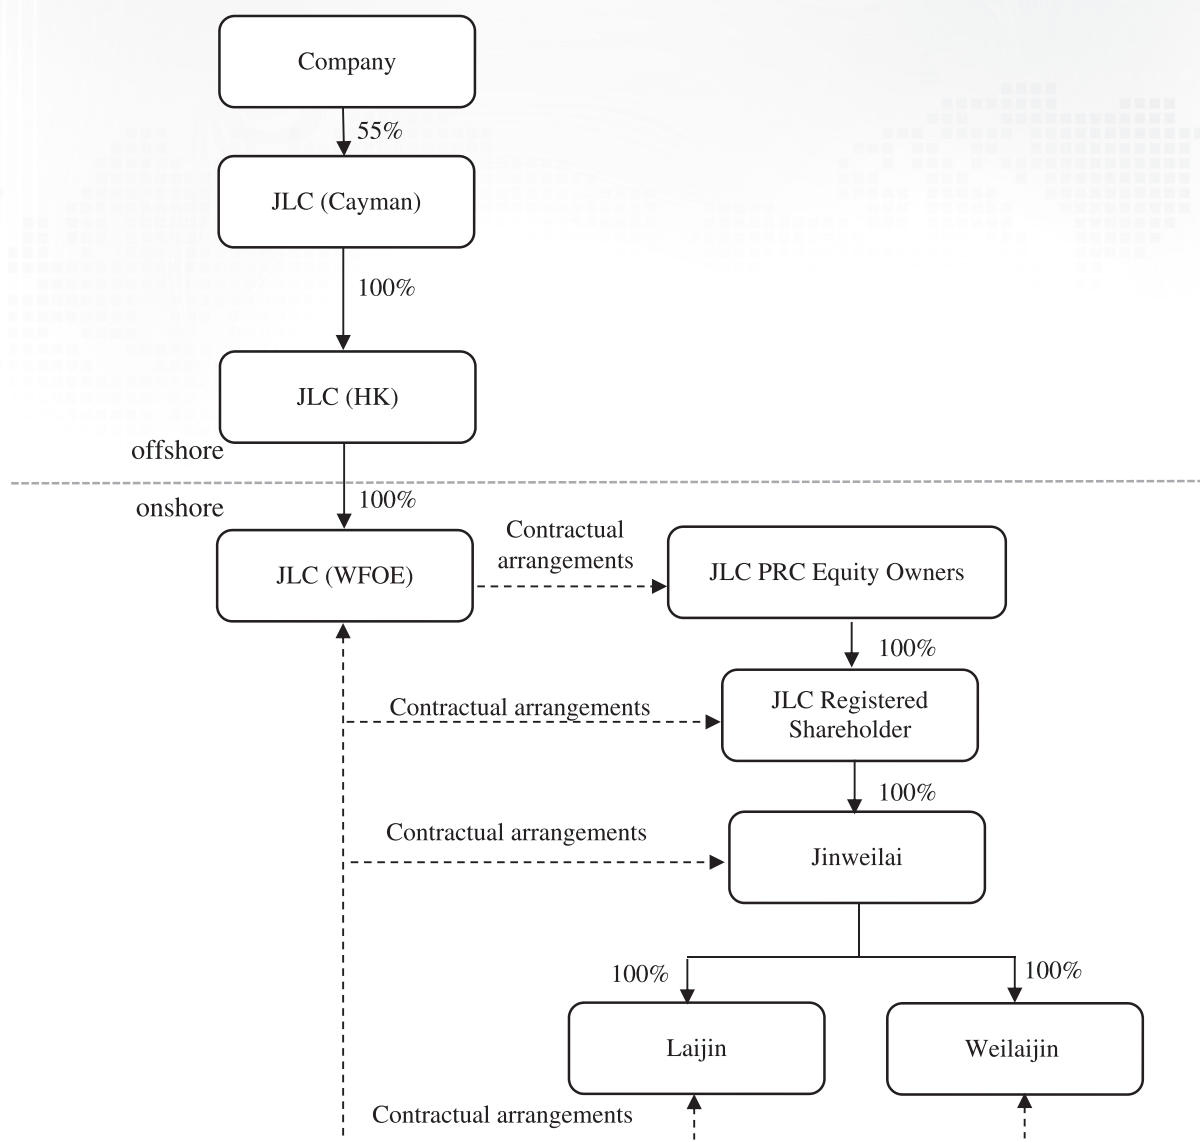 Company
55%
JLC (Cayman)
100%
JLC (HK)
offshore
onshore
100%
JLC (WFOE)
Contractual
arrangements
JLC PRC Equity Owners
100%
Contractual arrangements
JLC Registered
Shareholder
100%
Contractual arrangements
Jinweilai
100%
100%
Laijin
Weilaijin
Contractual arrangements